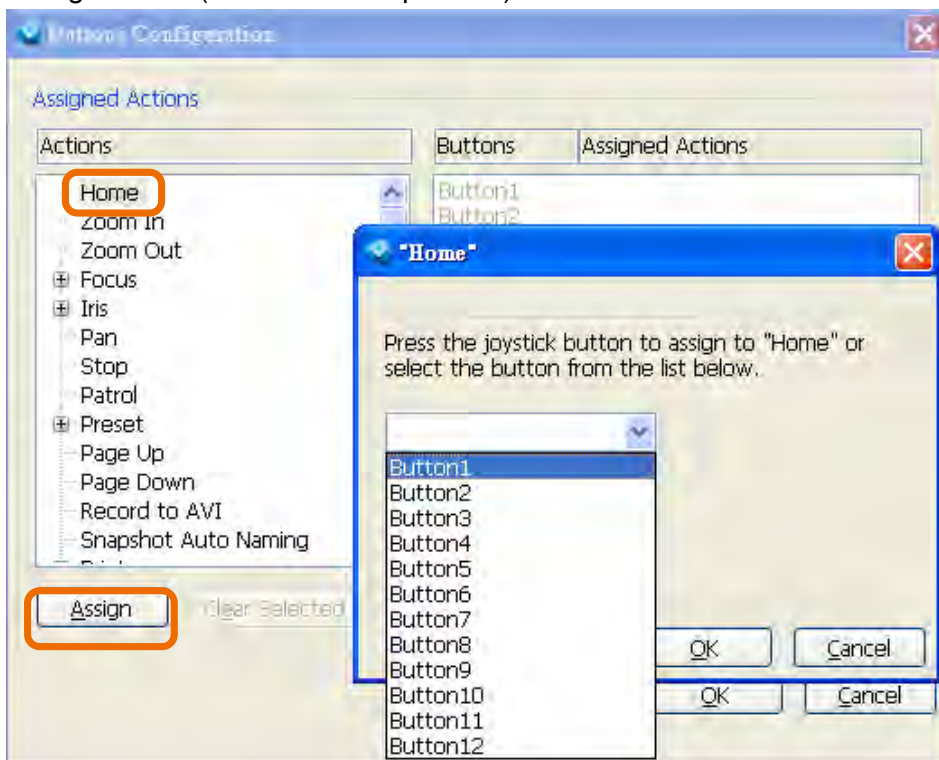 Buttons Configuration
Assigned Actions
Actions
Buttons
Assigned Actions
Home
Zoom In
Zoom Out
Focus
Iris
Pan
Stop
Patrol
Preset
Page Up
Page Down
Record to AVI
Snapshot Auto Naming
Button1
Button2
Assign
Clear Selected
"Home"
Press the joystick button to assign to "Home" or
select the button from the list below.
Button1
Button2
Button3
Button4
Button5
Button6
Button7
Button8
Button9
Button10
Button11
Button12
OK
Cancel
OK
Cancel